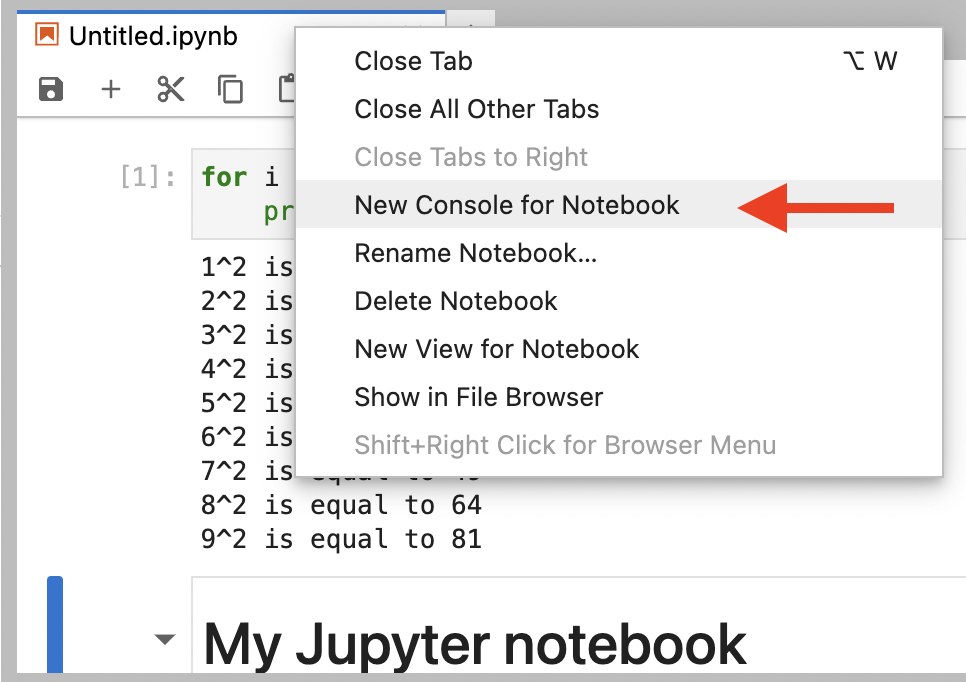 Untitled.ipynb
Close Tab ⌥ W
Close All Other Tabs
Close Tabs to Right
[1]: for i
pr
New Console for Notebook
Rename Notebook...
Delete Notebook
New View for Notebook
Show in File Browser
Shift+Right Click for Browser Menu
1^2 is
2^2 is
3^2 is
4^2 is
5^2 is
6^2 is
7^2 is equal to 49
8^2 is equal to 64
9^2 is equal to 81
My Jupyter notebook